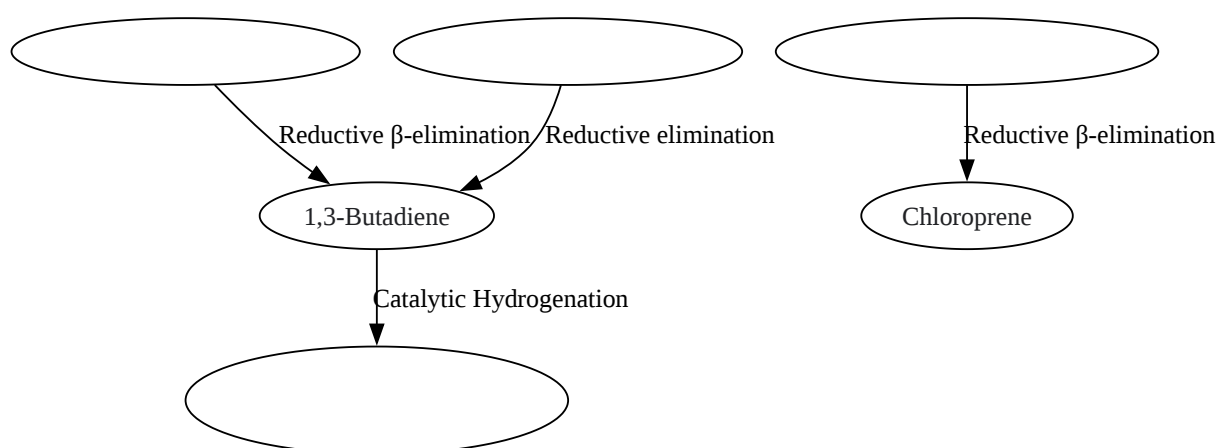 Reductive β-elimination
Reductive elimination
Reductive β-elimination
1,3-Butadiene
Chloroprene
Catalytic Hydrogenation